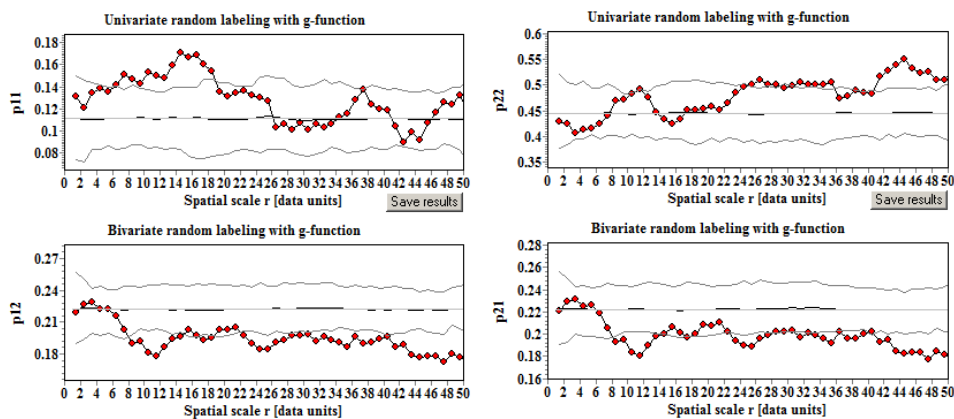 Univariate random labeling with g-function
p11
0.18
0.16
0.14
0.12
0.1
0.08
0 2 4 6 8 10 12 14 16 18 20 22 24 26 28 30 32 34 36 38 40 42 44 46 48 50
Spatial scale r [data units]
Save results
Univariate random labeling with g-function
p22
0.6
0.55
0.5
0.45
0.4
0.35
0 2 4 6 8 10 12 14 16 18 20 22 24 26 28 30 32 34 36 38 40 42 44 46 48 50
Spatial scale r [data units]
Save results
Bivariate random labeling with g-function
p12
0.27
0.24
0.21
0.18
0 2 4 6 8 10 12 14 16 18 20 22 24 26 28 30 32 34 36 38 40 42 44 46 48 50
Spatial scale r [data units]
Bivariate random labeling with g-function
p21
0.28
0.26
0.24
0.22
0.2
0.18
0.16
0 2 4 6 8 10 12 14 16 18 20 22 24 26 28 30 32 34 36 38 40 42 44 46 48 50
Spatial scale r [data units]